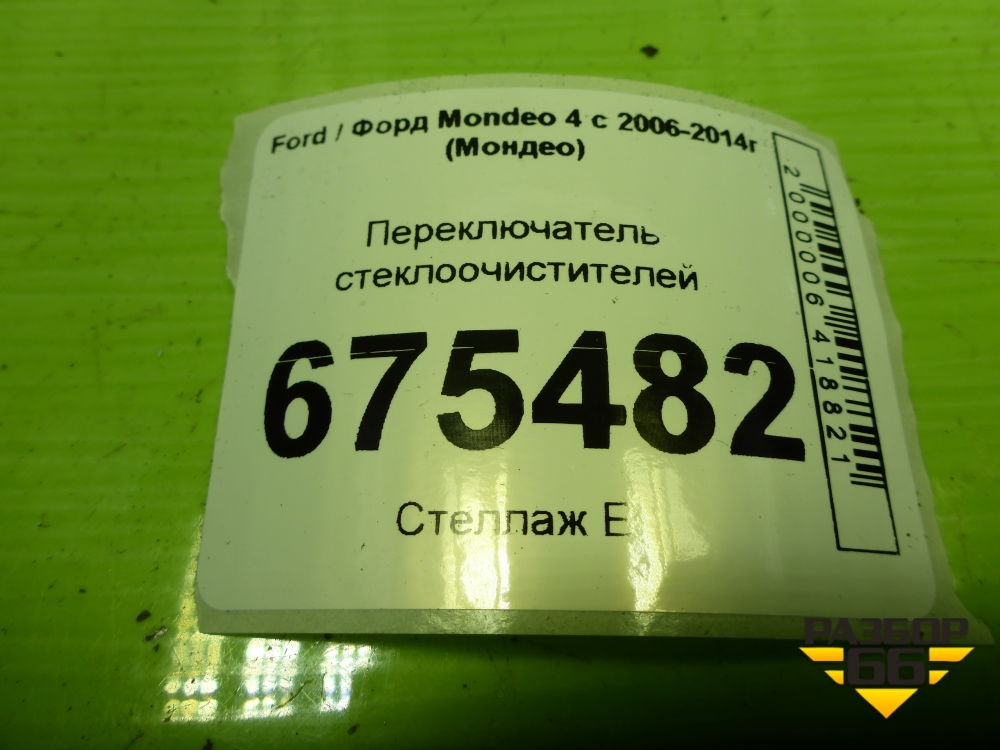 Ford / Форд Mondeo 4 с 2006-2014г
(Мондео)
Переключатель
стеклоочистителей
675482
Стеллаж Е
2000006418821
РАЗБОР
66